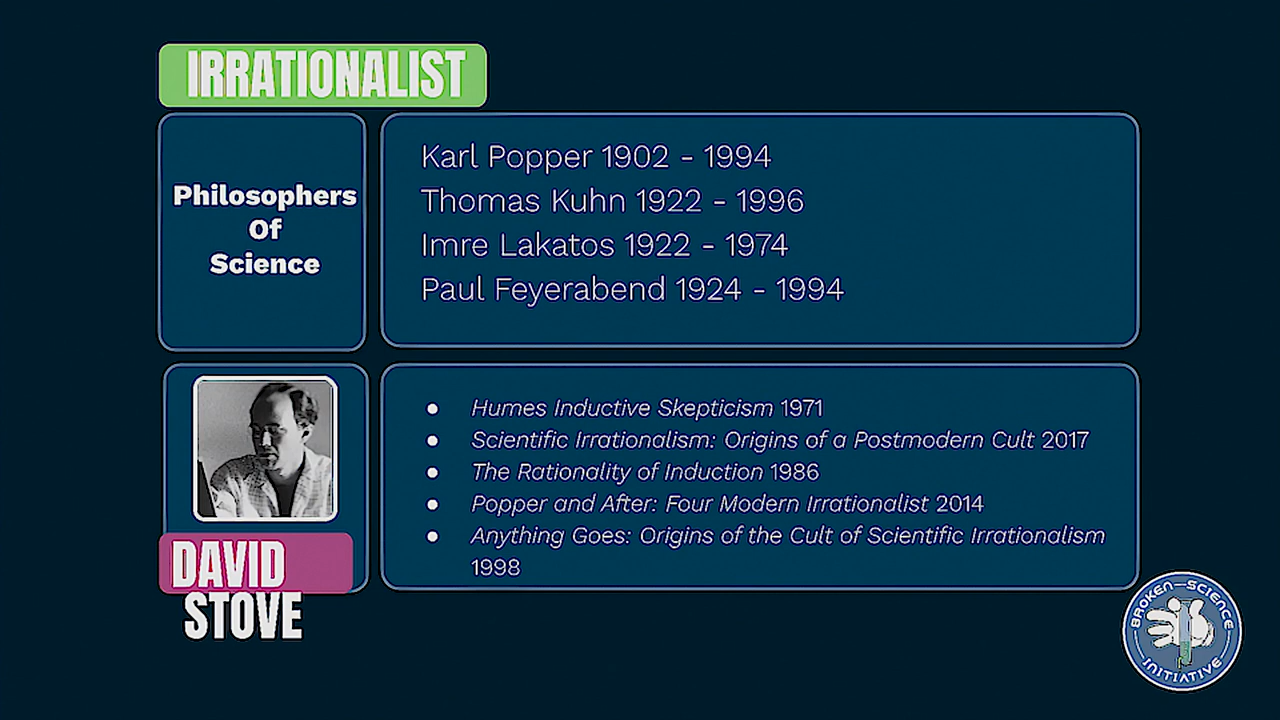 IRRATIONALIST
Philosophers
Of
Science
Karl Popper 1902 - 1994
Thomas Kuhn 1922 - 1996
Imre Lakatos 1922 - 1974
Paul Feyerabend 1924 - 1994
DAVID
STOVE
● Humes Inductive Skepticism 1971
● Scientific Irrationalism: Origins of a Postmodern Cult 2017
● The Rationality of Induction 1986
● Popper and After: Four Modern Irrationalist 2014
● Anything Goes: Origins of the Cult of Scientific Irrationalism
1998
BROKEN—SCIENCE
INITIATIVE